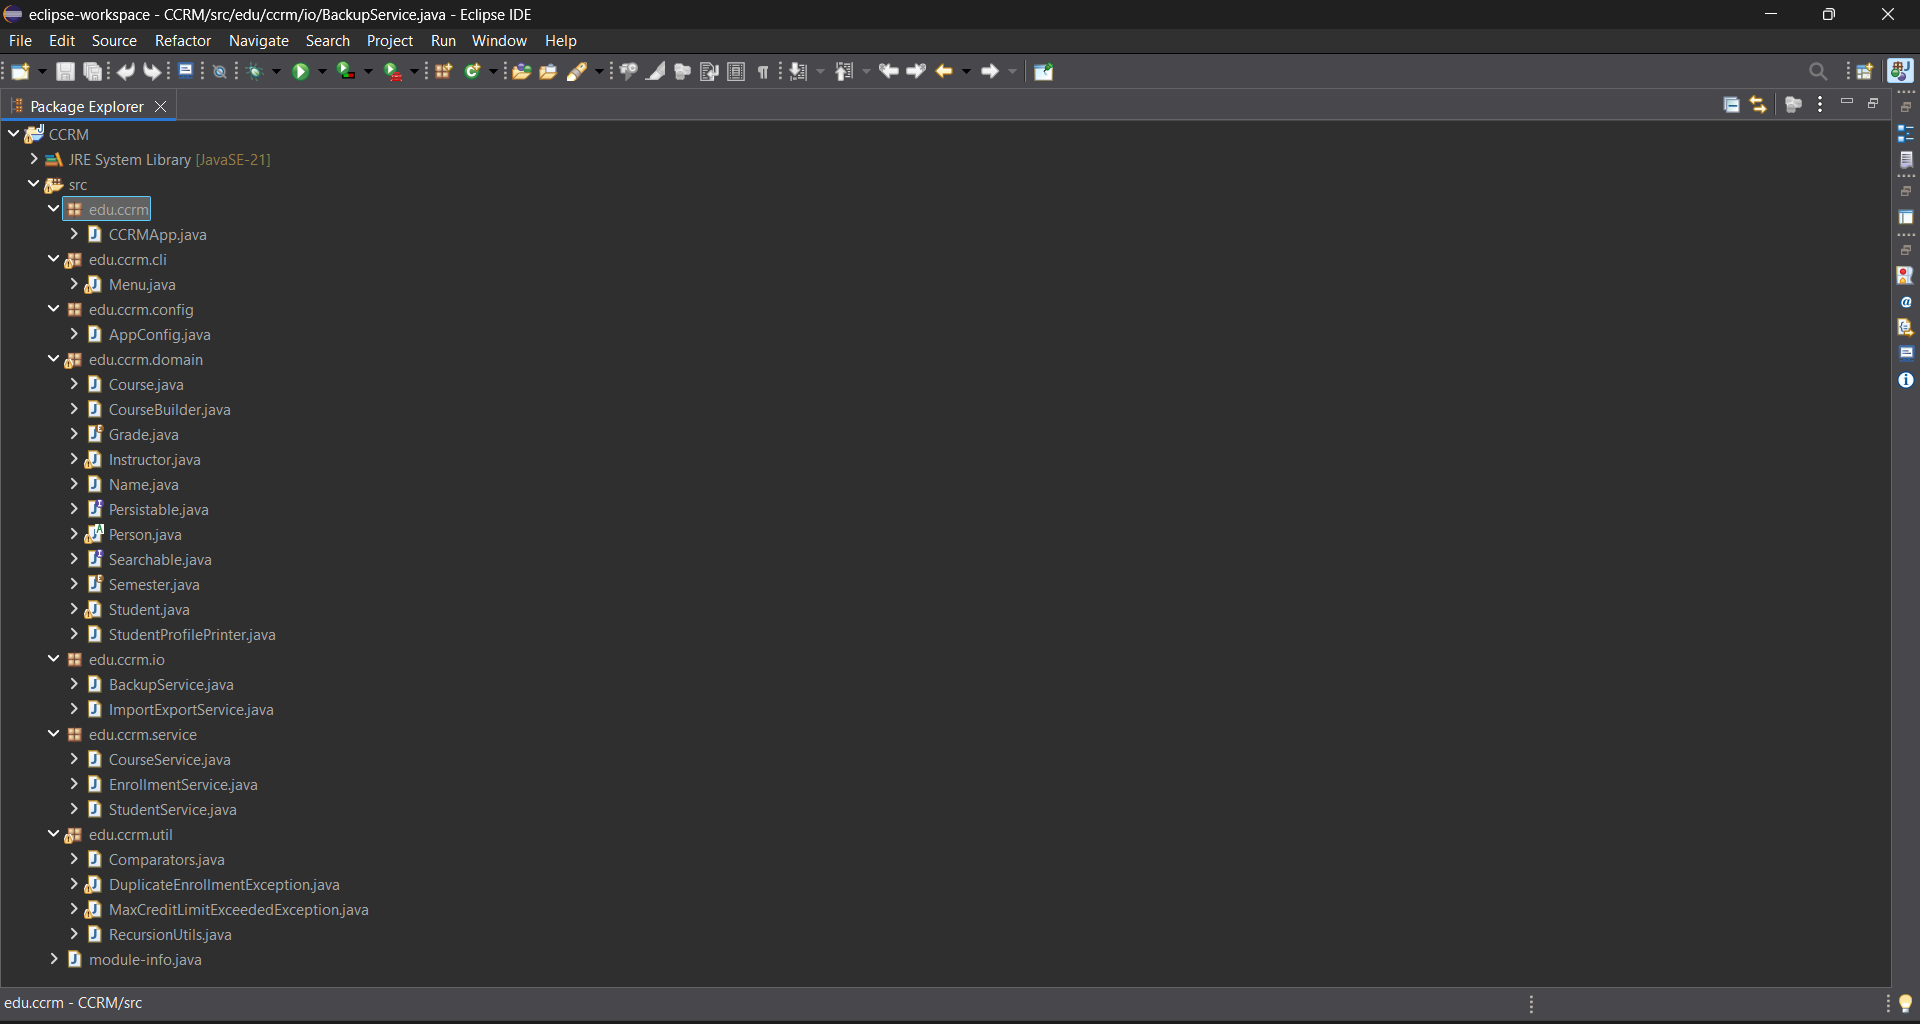 eclipse-workspace - CCRM/src/edu/ccrm/io/BackupService.java - Eclipse IDE
File Edit Source Refactor Navigate Search Project Run Window Help
Package Explorer
CCRM
JRE System Library [JavaSE-21]
src
edu.ccrm
CCRMApp.java
edu.ccrm.cli
Menu.java
edu.ccrm.config
AppConfig.java
edu.ccrm.domain
Course.java
CourseBuilder.java
Grade.java
Instructor.java
Name.java
Persistable.java
Person.java
Searchable.java
Semester.java
Student.java
StudentProfilePrinter.java
edu.ccrm.io
BackupService.java
ImportExportService.java
edu.ccrm.service
CourseService.java
EnrollmentService.java
StudentService.java
edu.ccrm.util
Comparators.java
DuplicateEnrollmentException.java
MaxCreditLimitExceededException.java
RecursionUtils.java
module-info.java
edu.ccrm - CCRM/src